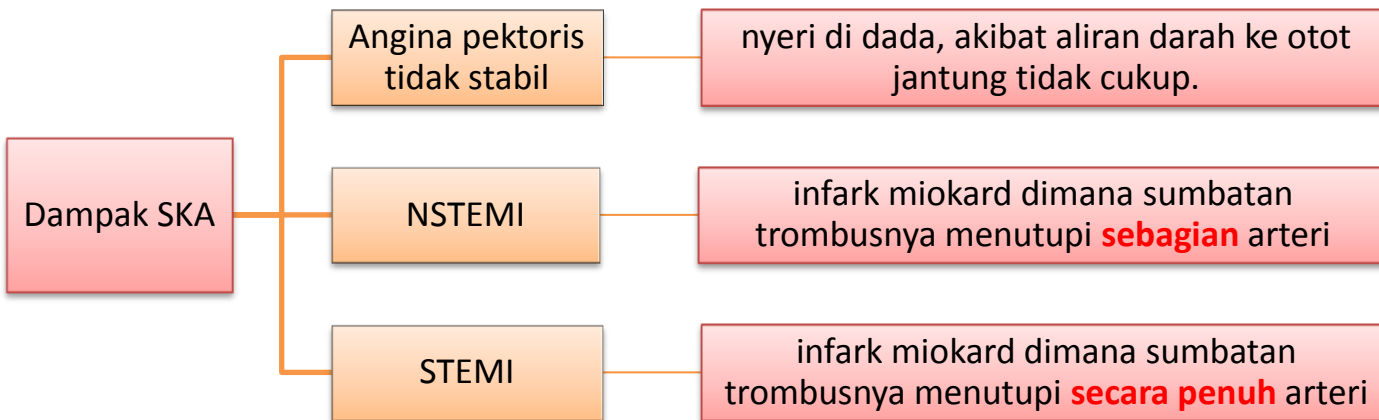 Dampak SKA
Angina pektoris
tidak stabil
nyeri di dada, akibat aliran darah ke otot
jantung tidak cukup.
NSTEMI
infark miokard dimana sumbatan
trombusnya menutupi sebagian arteri
STEMI
infark miokard dimana sumbatan
trombusnya menutupi secara penuh arteri